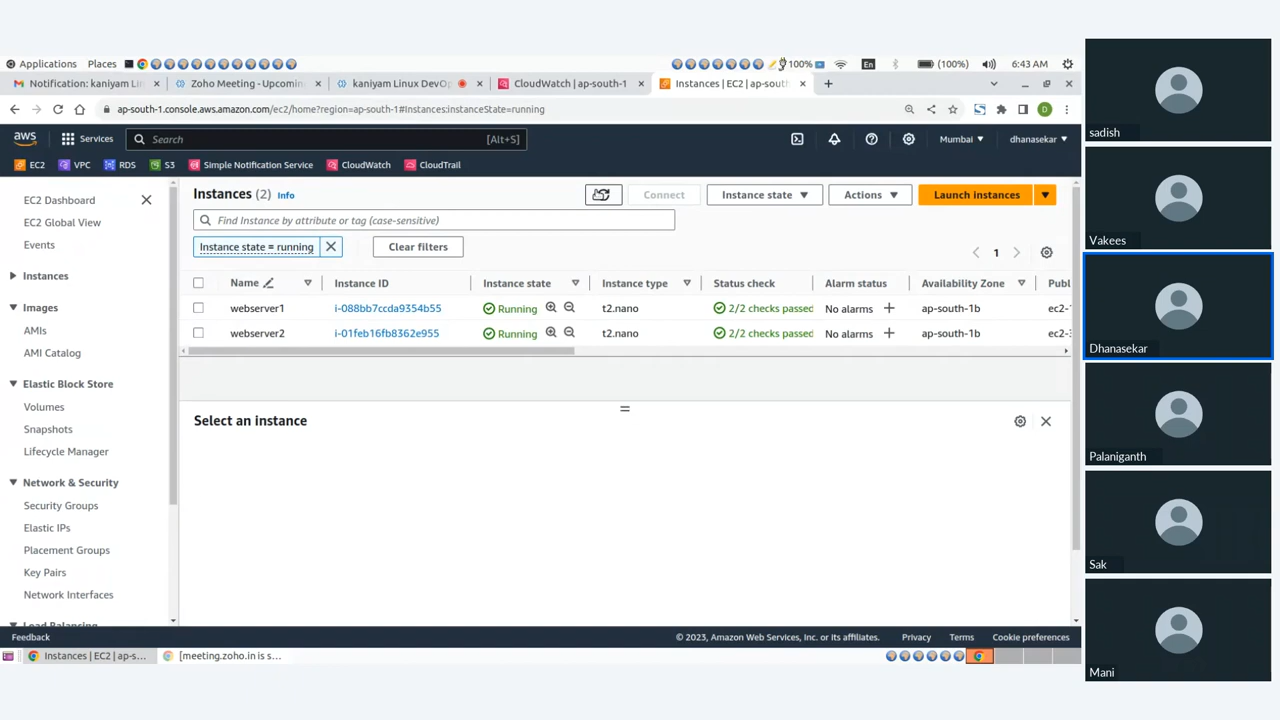 Applications Places 100% En (100%) 6:43 AM
Notification: kaniyam Lin Zoho Meeting - Upcomin kaniyam Linux DevO CloudWatch | ap-south-1 Instances | EC2 | ap-sout
ap-south-1.console.aws.amazon.com/ec2/home?region=ap-south-1#Instances:instanceState=running D
aws Services Search [Alt+S] Mumbai dhanasekar
EC2 VPC RDS S3 Simple Notification Service CloudWatch CloudTrail
EC2 Dashboard
EC2 Global View
Events
Instances
Images
AMIs
AMI Catalog
Elastic Block Store
Volumes
Snapshots
Lifecycle Manager
Network & Security
Security Groups
Elastic IPs
Placement Groups
Key Pairs
Network Interfaces
Load Balancing
Instances (2) Info Connect Instance state Actions Launch instances
Find Instance by attribute or tag (case-sensitive)
Instance state = running Clear filters 1
Name Instance ID Instance state Instance type Status check Alarm status Availability Zone Publ
webserver1 i-088bb7ccda9354b55 Running t2.nano 2/2 checks passed No alarms ap-south-1b ec2-
webserver2 i-01feb16fb8362e955 Running t2.nano 2/2 checks passed No alarms ap-south-1b ec2-
Select an instance
Feedback © 2023, Amazon Web Services, Inc. or its affiliates. Privacy Terms Cookie preferences
Instances | EC2 | ap-s... [meeting.zoho.in is s...
sadish
Vakees
Dhanasekar
Palaniganth
Sak
Mani